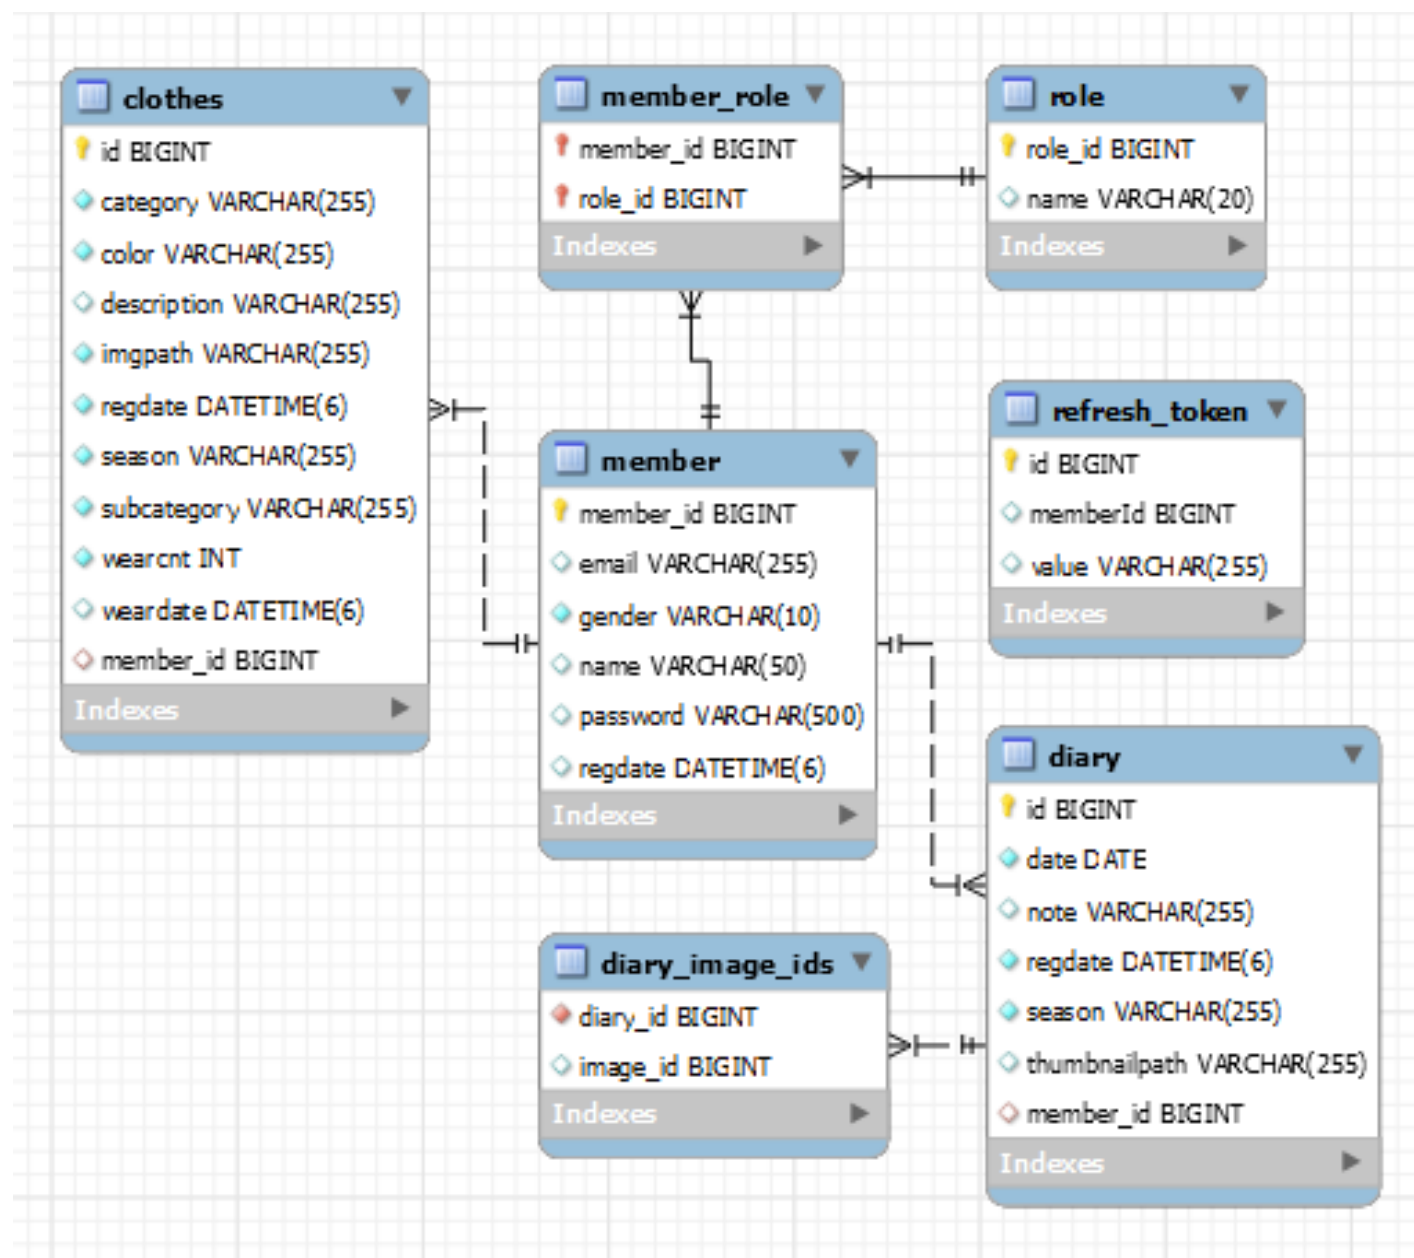 clothes
id BIGINT
category VARCHAR(255)
color VARCHAR(255)
description VARCHAR(255)
imgpath VARCHAR(255)
regdate DATETIME(6)
season VARCHAR(255)
subcategory VARCHAR(255)
wearcnt INT
weardate DATETIME(6)
member_id BIGINT
Indexes
member_role
member_id BIGINT
role_id BIGINT
Indexes
role
role_id BIGINT
name VARCHAR(20)
Indexes
member
member_id BIGINT
email VARCHAR(255)
gender VARCHAR(10)
name VARCHAR(50)
password VARCHAR(500)
regdate DATETIME(6)
Indexes
refresh_token
id BIGINT
memberId BIGINT
value VARCHAR(255)
Indexes
diary
id BIGINT
date DATE
note VARCHAR(255)
regdate DATETIME(6)
season VARCHAR(255)
thumbnailpath VARCHAR(255)
member_id BIGINT
Indexes
diary_image_ids
diary_id BIGINT
image_id BIGINT
Indexes